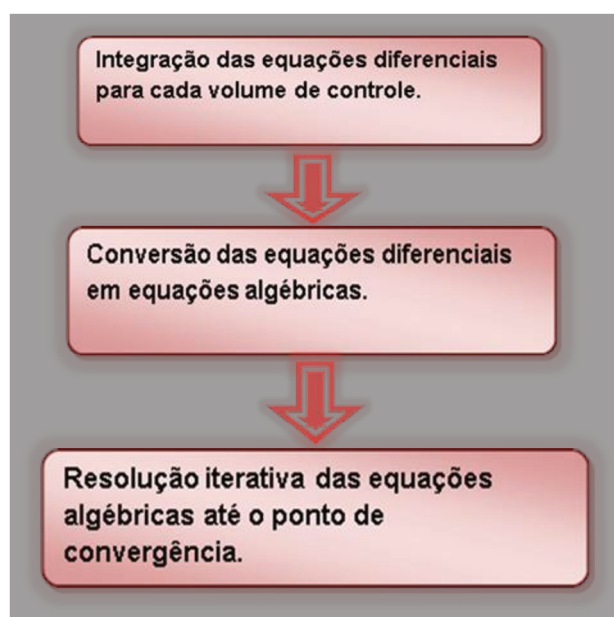 Integração das equações diferenciais
para cada volume de controle.
Conversão das equações diferenciais
em equações algébricas.
Resolução iterativa das equações
algébricas até o ponto de
convergência.